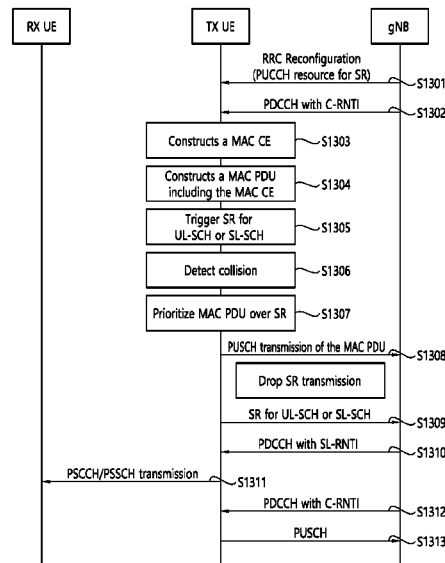 RX UE
TX UE
gNB
RRC Reconfiguration
(PUCCH resource for SR)
S1301
PDCCH with C-RNTI
S1302
Constructs a MAC CE
S1303
Constructs a MAC PDU
including the MAC CE
S1304
Trigger SR for
UL-SCH or SL-SCH
S1305
Detect collision
S1306
Prioritize MAC PDU over SR
S1307
PUSCH transmission of the MAC PDU
S1308
Drop SR transmission
SR for UL-SCH or SL-SCH
S1309
PDCCH with SL-RNTI
S1310
PSCCH/PSSCH transmission
S1311
PDCCH with C-RNTI
S1312
PUSCH
S1313